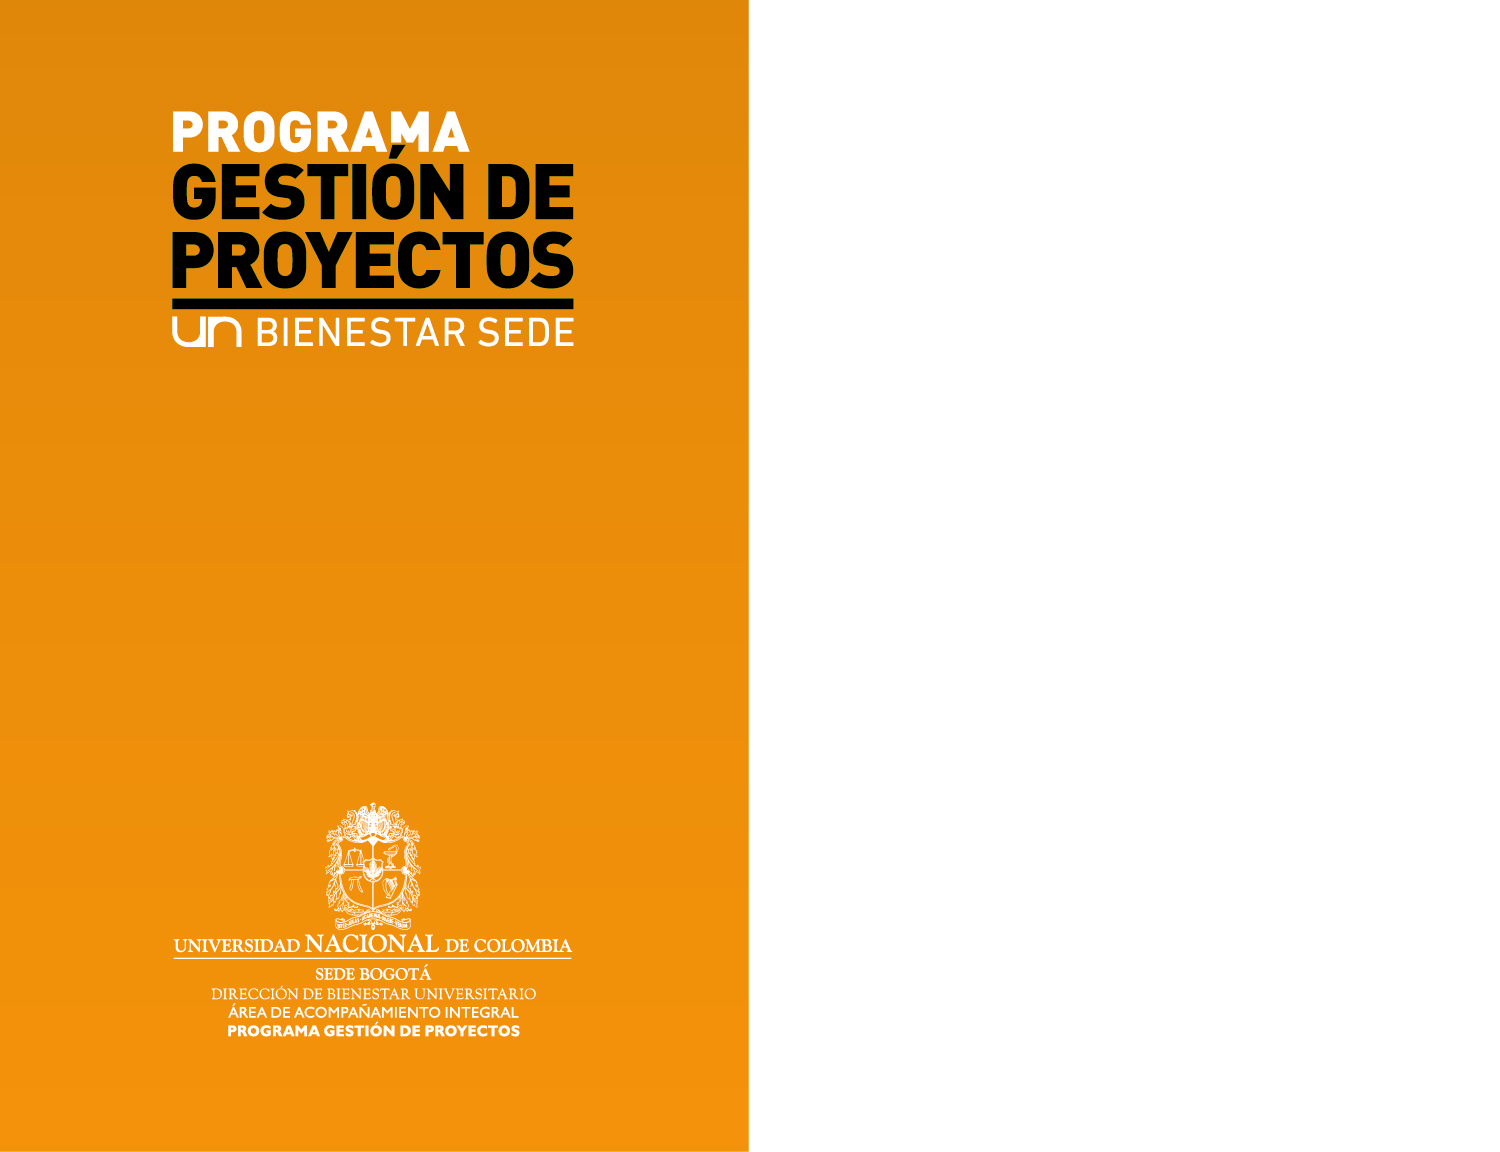 PROGRAMA
GESTIÓN DE
PROYECTOS
un BIENESTAR SEDE
UNIVERSIDAD NACIONAL DE COLOMBIA
SEDE BOGOTÁ
DIRECCIÓN DE BIENESTAR UNIVERSITARIO
ÁREA DE ACOMPAÑAMIENTO INTEGRAL
PROGRAMA GESTIÓN DE PROYECTOS